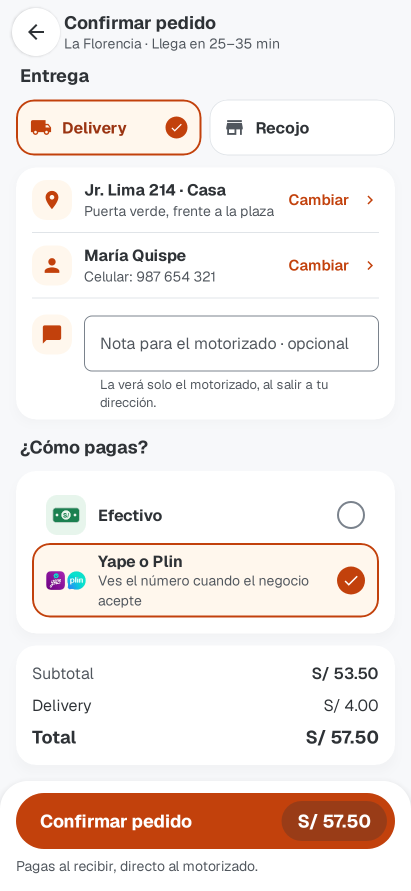 Confirmar pedido
La Florencia · Llega en 25–35 min
Entrega
Delivery
Recojo
Jr. Lima 214 · Casa
Puerta verde, frente a la plaza
Cambiar
María Quispe
Celular: 987 654 321
Cambiar
Nota para el motorizado · opcional
La verá solo el motorizado, al salir a tu
dirección.
¿Cómo pagas?
S/
Efectivo
plin
Yape o Plin
Ves el número cuando el negocio
acepte
Subtotal
S/ 53.50
Delivery
S/ 4.00
Total
S/ 57.50
Confirmar pedido
S/ 57.50
Pagas al recibir, directo al motorizado.